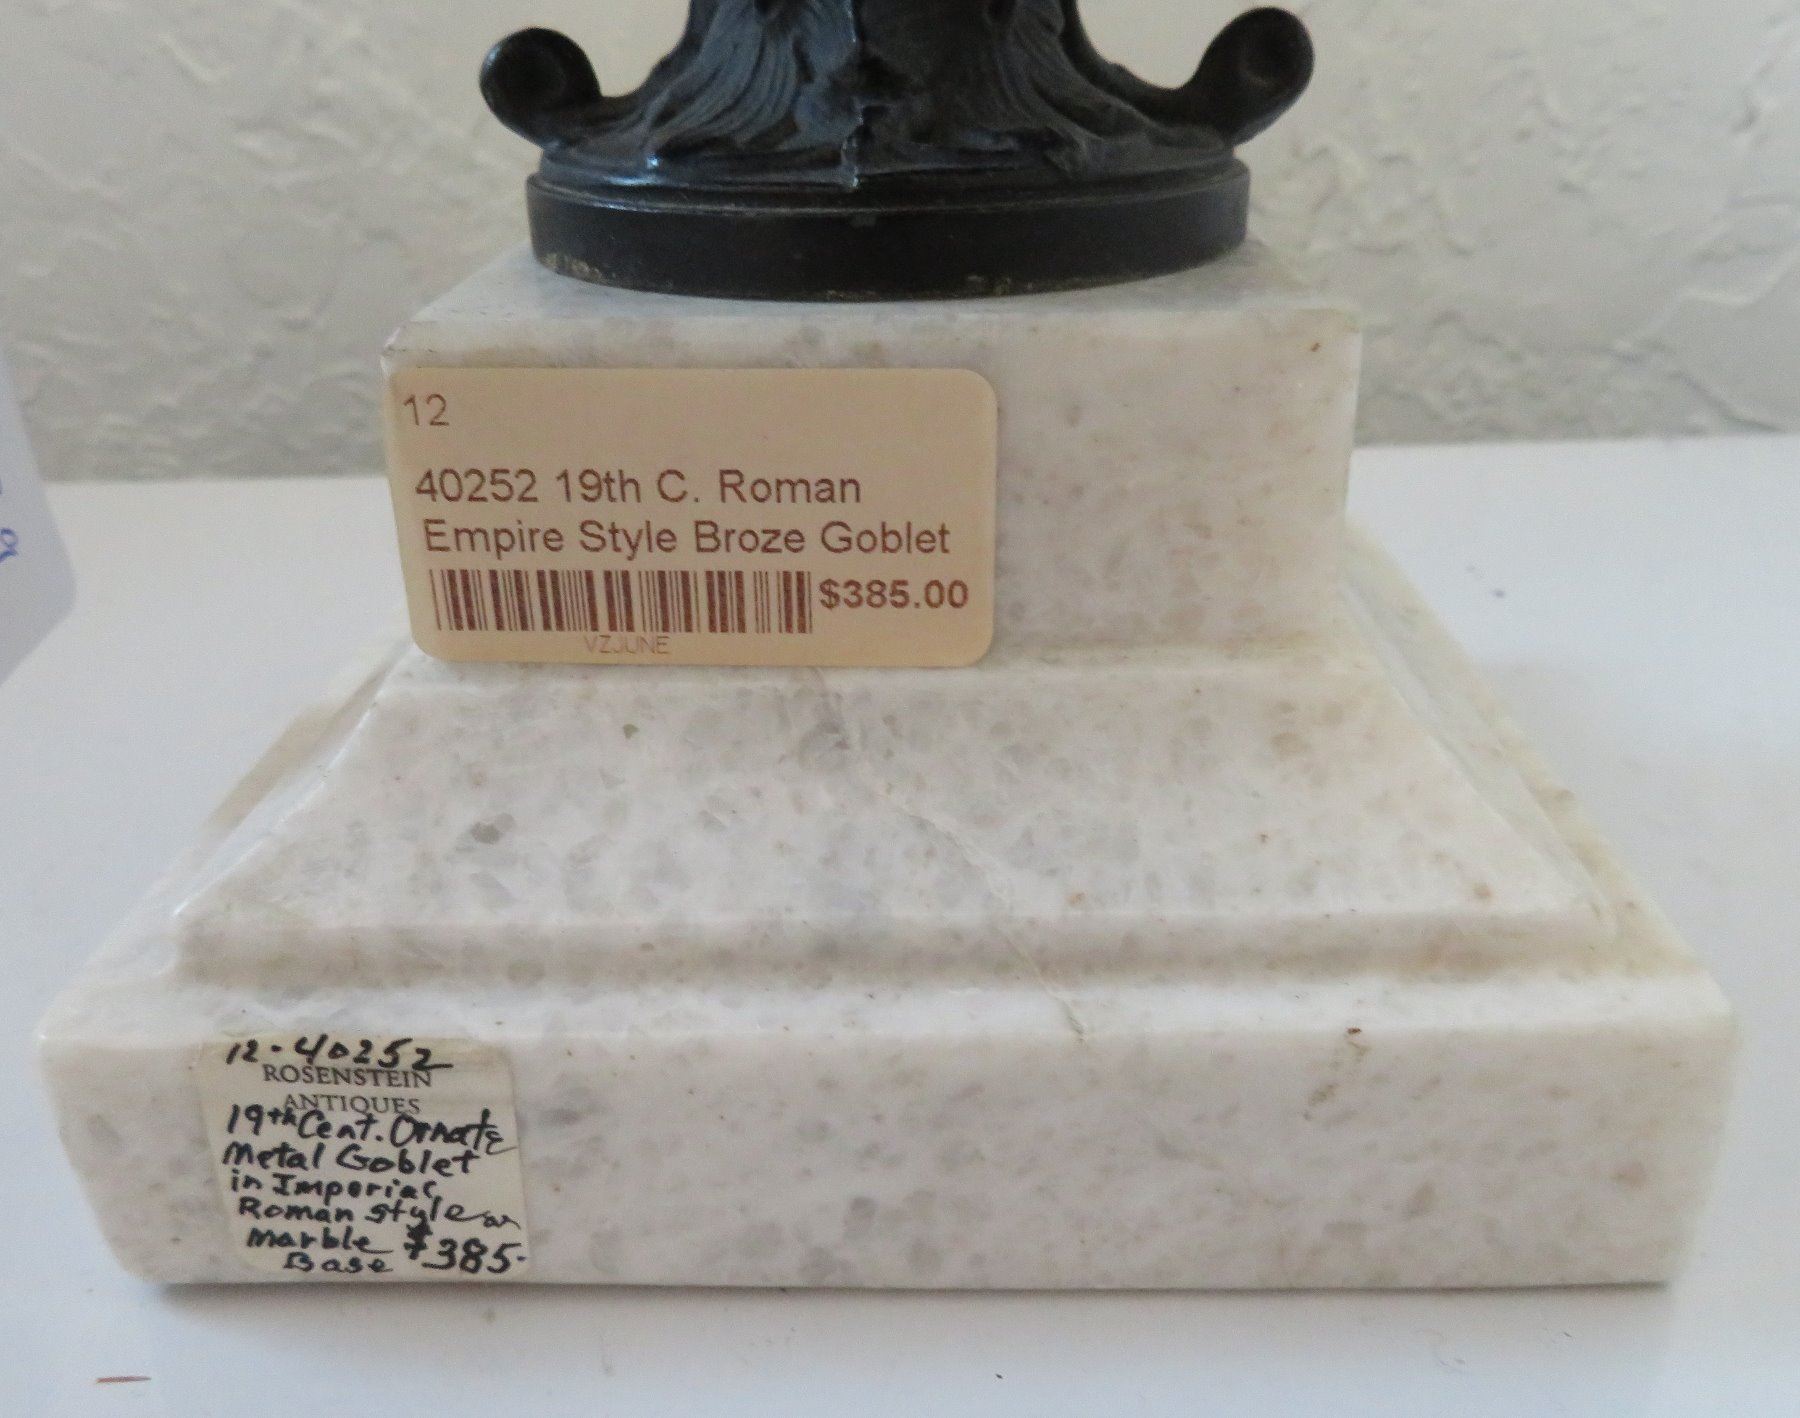 12
40252 19th C. Roman
Empire Style Broze Goblet
$385.00
VZJUNE
12-40252
ROSENSTEIN
ANTIQUES
19th Cent. Ornate
Metal Goblet
in Imperial
Roman style on
Marble $385-
Base